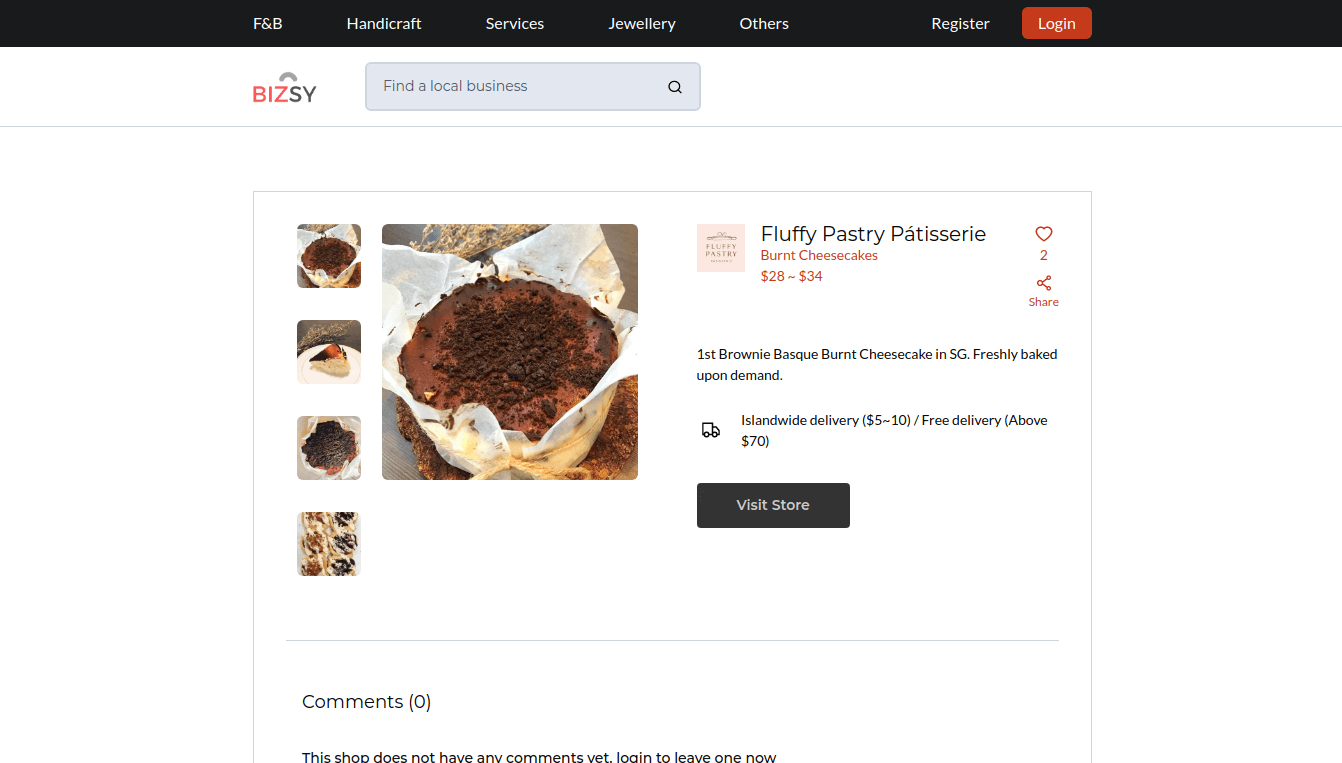 F&B Handicraft Services Jewellery Others Register Login
BIZSY Find a local business
FLUFFY
PASTRY
Fluffy Pastry Pátisserie
Burnt Cheesecakes
$28 ~ $34
2
Share
1st Brownie Basque Burnt Cheesecake in SG. Freshly baked
upon demand.
Islandwide delivery ($5~10) / Free delivery (Above
$70)
Visit Store
Comments (0)
This shop does not have any comments yet, login to leave one now